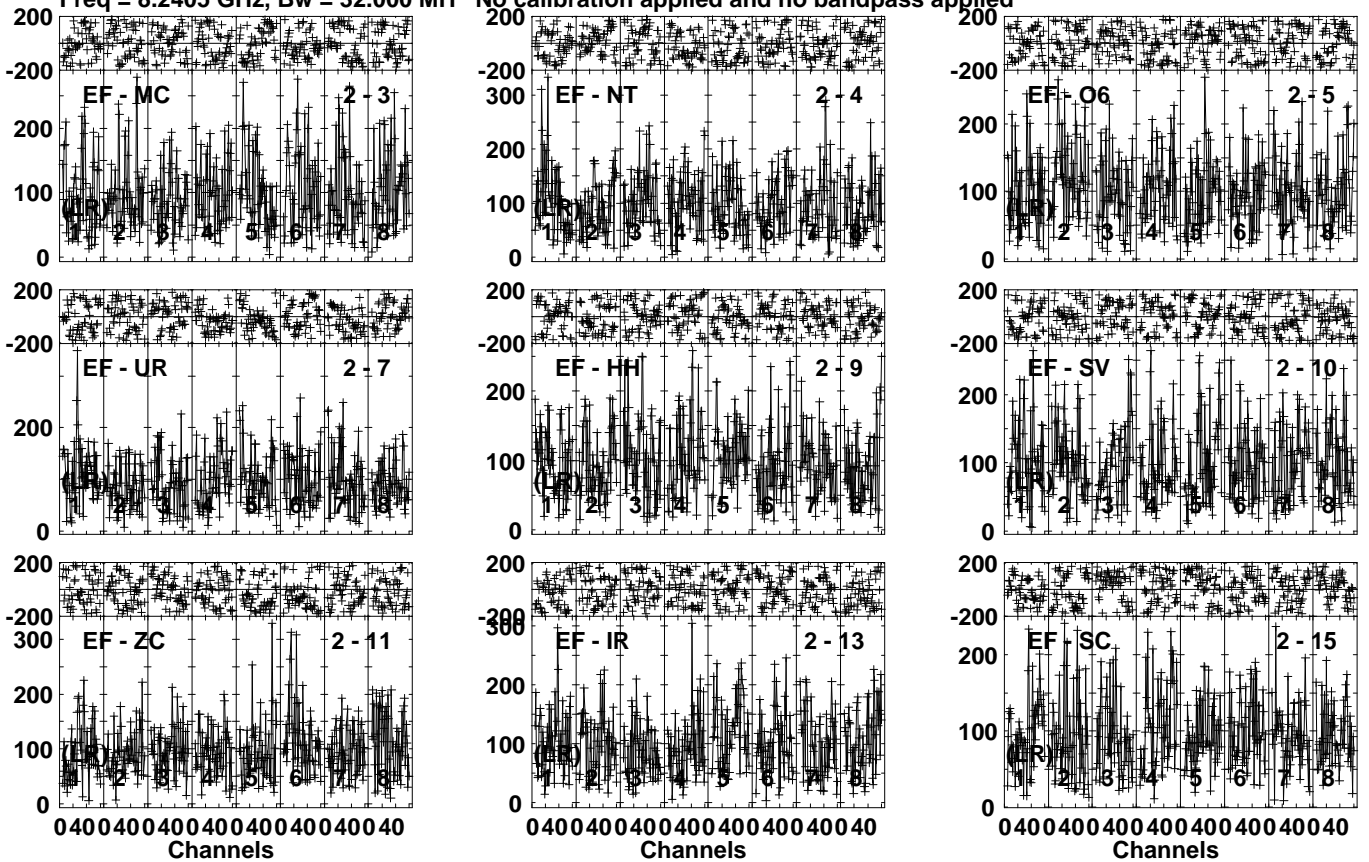 Freq = 8.2405 GHz, Bw = 32.000 MH No calibration applied and no bandpass applied
200 200 200
-200 -200 -200
EF - MC 2 - 3 EF - NT 2 - 4 EF - O6 2 - 5
200 100 0 300 200 100 0 200 100 0
(LR) (LR) (LR)
1 2 3 4 5 6 7 8 1 2 3 4 5 6 7 8 1 2 3 4 5 6 7 8
200 200 200
-200 -200 -200
EF - UR 2 - 7 EF - HH 2 - 9 EF - SV 2 - 10
200 0 200 100 0 200 100 0
(LR) (LR) (LR)
1 2 3 4 5 6 7 8 1 2 3 4 5 6 7 8 1 2 3 4 5 6 7 8
200 200 200
-200 -200 -200
EF - ZC 2 - 11 EF - IR 2 - 13 EF - SC 2 - 15
300 200 100 0 300 200 100 0 200 100 0
(LR) (LR) (LR)
1 2 3 4 5 6 7 8 1 2 3 4 5 6 7 8 1 2 3 4 5 6 7 8
0 40 0 40 0 40 0 40 0 40 0 40 0 40 0 40 0 40 0 40 0 40 0 40 0 40 0 40 0 40 0 40 0 40 0 40 0 40 0 40 0 40 0 40 0 40 0 40
Channels Channels Channels